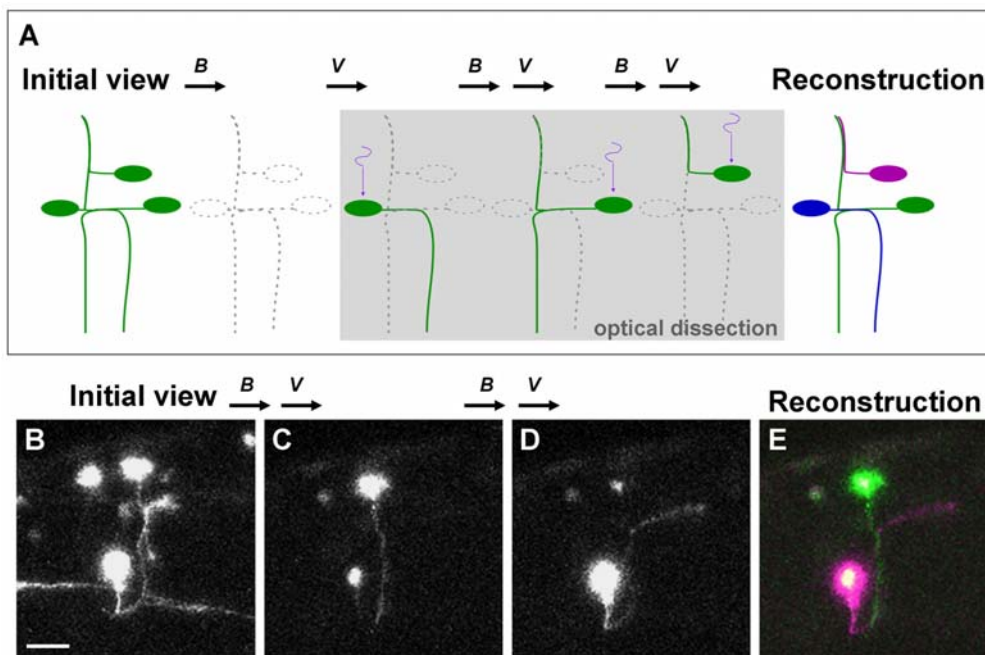 A
Initial view
B
V
B
V
B
V
Reconstruction
optical dissection
Initial view
B
V
B
V
Reconstruction
B
C
D
E